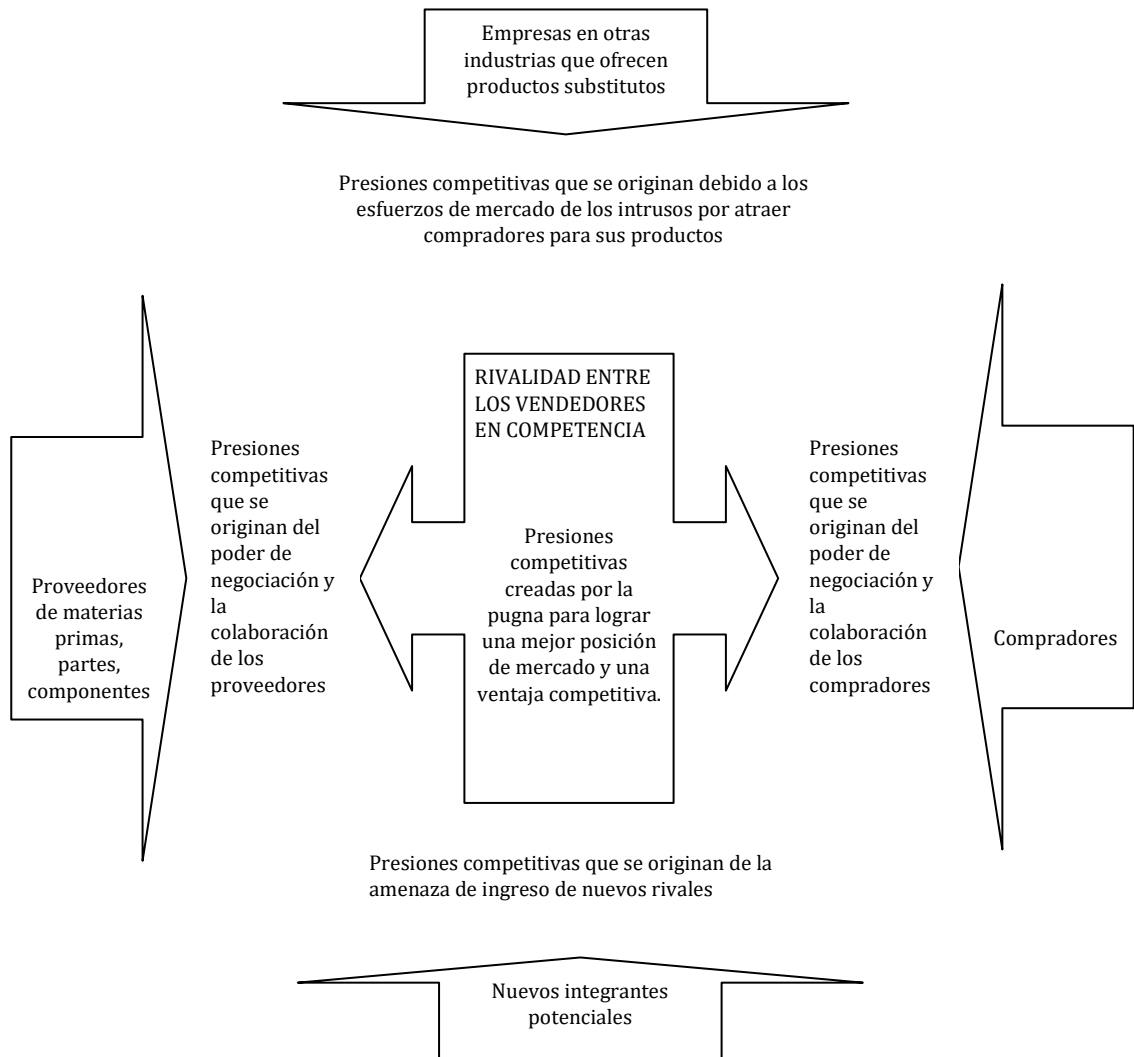 Empresas en otras
industrias que ofrecen
productos substitutos
Presiones competitivas que se originan debido a los
esfuerzos de mercado de los intrusos por atraer
compradores para sus productos
Proveedores
de materias
primas,
partes,
componentes
Presiones
competitivas
que se
originan del
poder de
negociación y
la
colaboración
de los
proveedores
RIVALIDAD ENTRE
LOS VENDEDORES
EN COMPETENCIA
Presiones
competitivas
creadas por la
pugna para lograr
una mejor posición
de mercado y una
ventaja competitiva.
Presiones
competitivas
que se
originan del
poder de
negociación y
la
colaboración
de los
compradores
Compradores
Presiones competitivas que se originan de la
amenaza de ingreso de nuevos rivales
Nuevos integrantes
potenciales